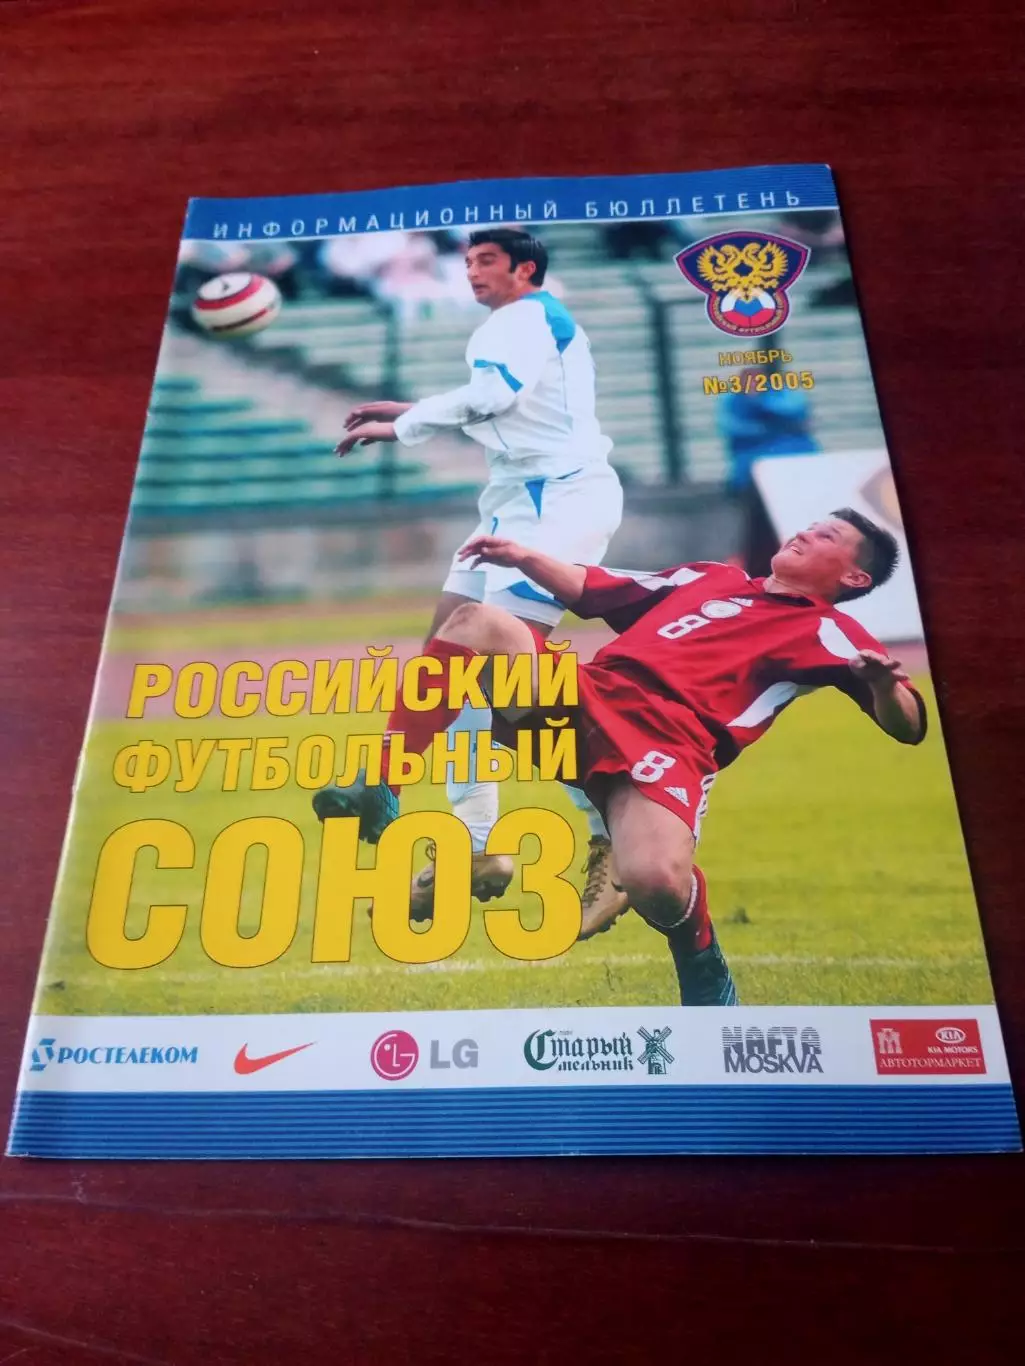 ИНФОРМАЦИОННЫЙ БЮЛЛЕТЕНЬ
НОЯБРЬ
№3/2005
8
8
РОССИЙСКИЙ
ФУТБОЛЬНЫЙ
СОЮЗ
РОСТЕЛЕКОМ
LG
Старый
мельник
NAFTA
MOSKVA
KIA
KIA MOTORS
АВТОТОРМАРКЕТ